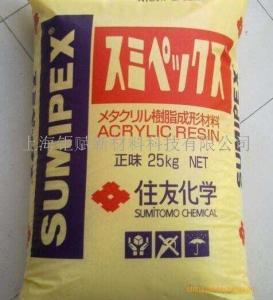 SUMIPEX®
スミペックス®
メタクリル樹脂成形材料
ACRYLIC RESIN
正味 25kg NET
住友化学
SUMITOMO CHEMICAL
上海钜赋新材料科技有限公司